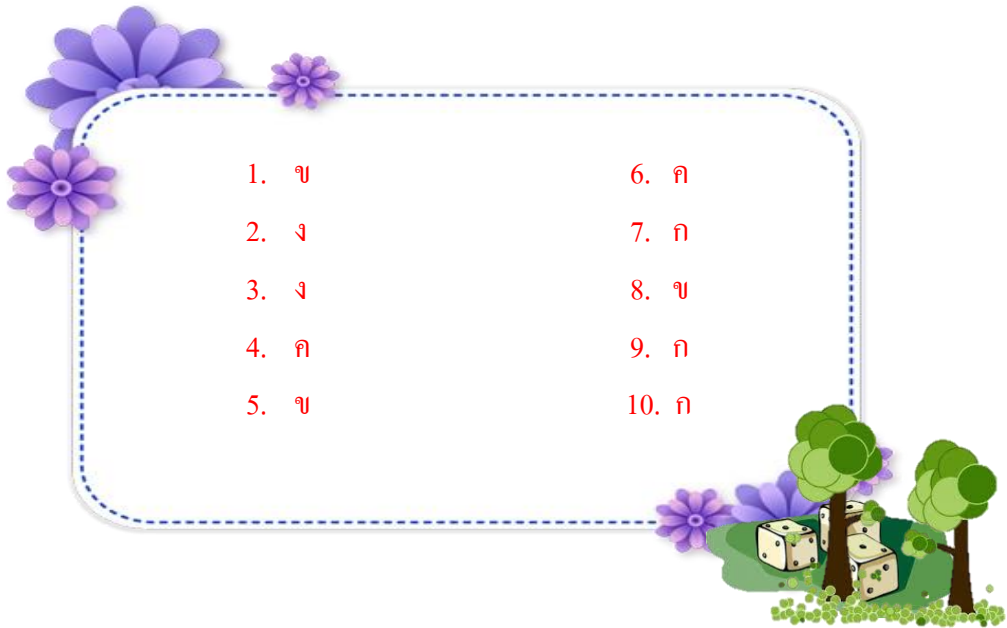 1. ข
2. ง
3. ง
4. ค
5. ข
6. ค
7. ก
8. ข
9. ก
10. ก